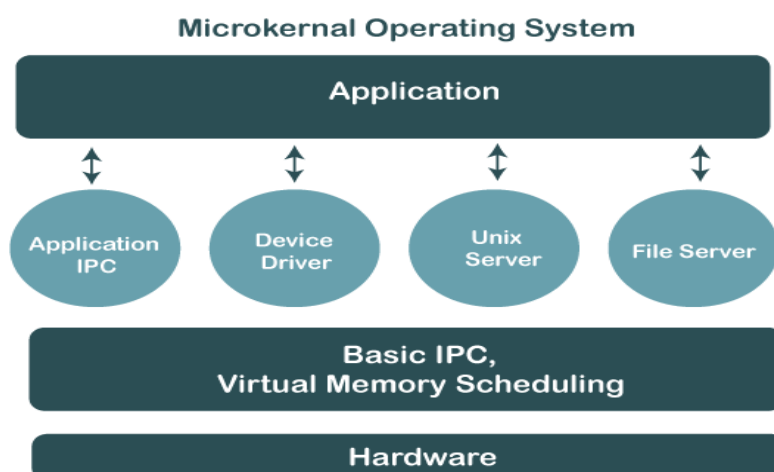 Microkernal Operating System
Application
Application
IPC
Device
Driver
Unix
Server
File Server
Basic IPC,
Virtual Memory Scheduling
Hardware